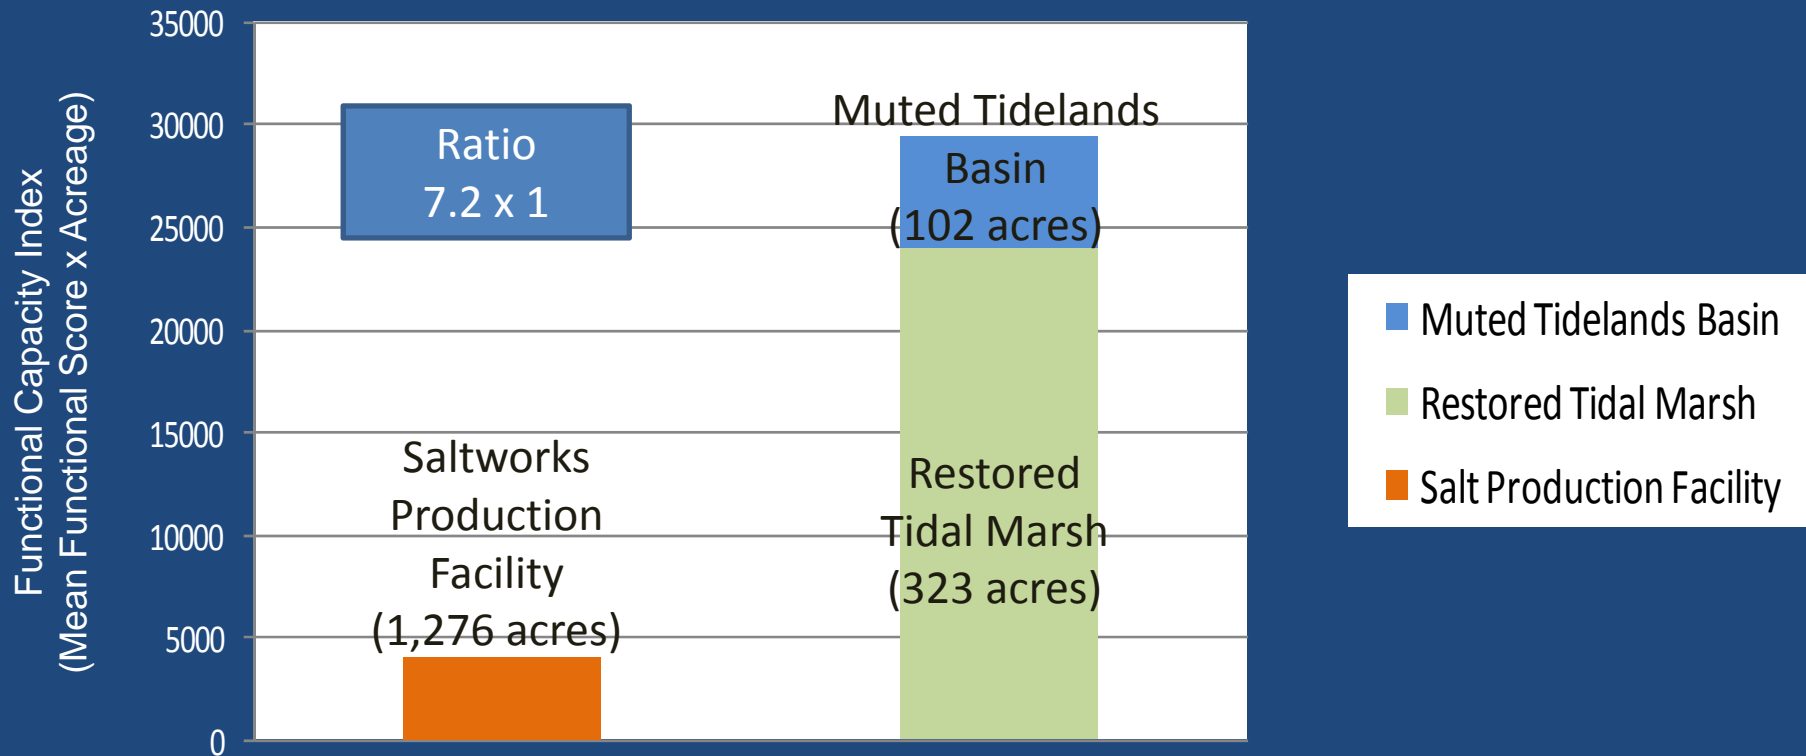 Functional Capacity Index
(Mean Functional Score x Acreage)
35000
30000
25000
20000
15000
10000
5000
0
Ratio
7.2 x 1
Saltworks
Production
Facility
(1,276 acres)
Muted Tidelands
Basin
(102 acres)
Restored
Tidal Marsh
(323 acres)
Muted Tidelands Basin
Restored Tidal Marsh
Salt Production Facility